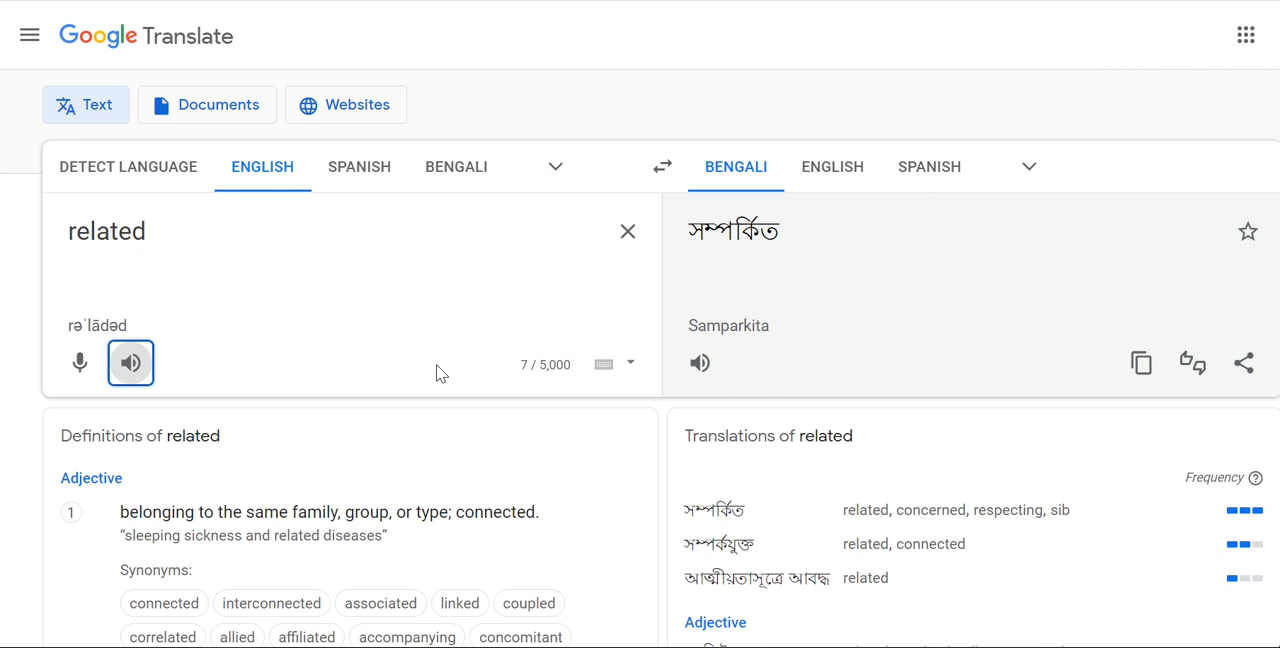 Google Translate
Text Documents Websites
DETECT LANGUAGE ENGLISH SPANISH BENGALI BENGALI ENGLISH SPANISH
related
সম্পর্কিত
rəˈlādəd
Samparkita
7 / 5,000
Definitions of related
Translations of related
Adjective
Frequency
1 belonging to the same family, group, or type; connected.
"sleeping sickness and related diseases"
Synonyms:
connected interconnected associated linked coupled
correlated allied affiliated accompanying concomitant
সম্পর্কিত related, concerned, respecting, sib
সম্পর্কযুক্ত related, connected
আত্মীয়তাসূত্রে আবদ্ধ related
Adjective